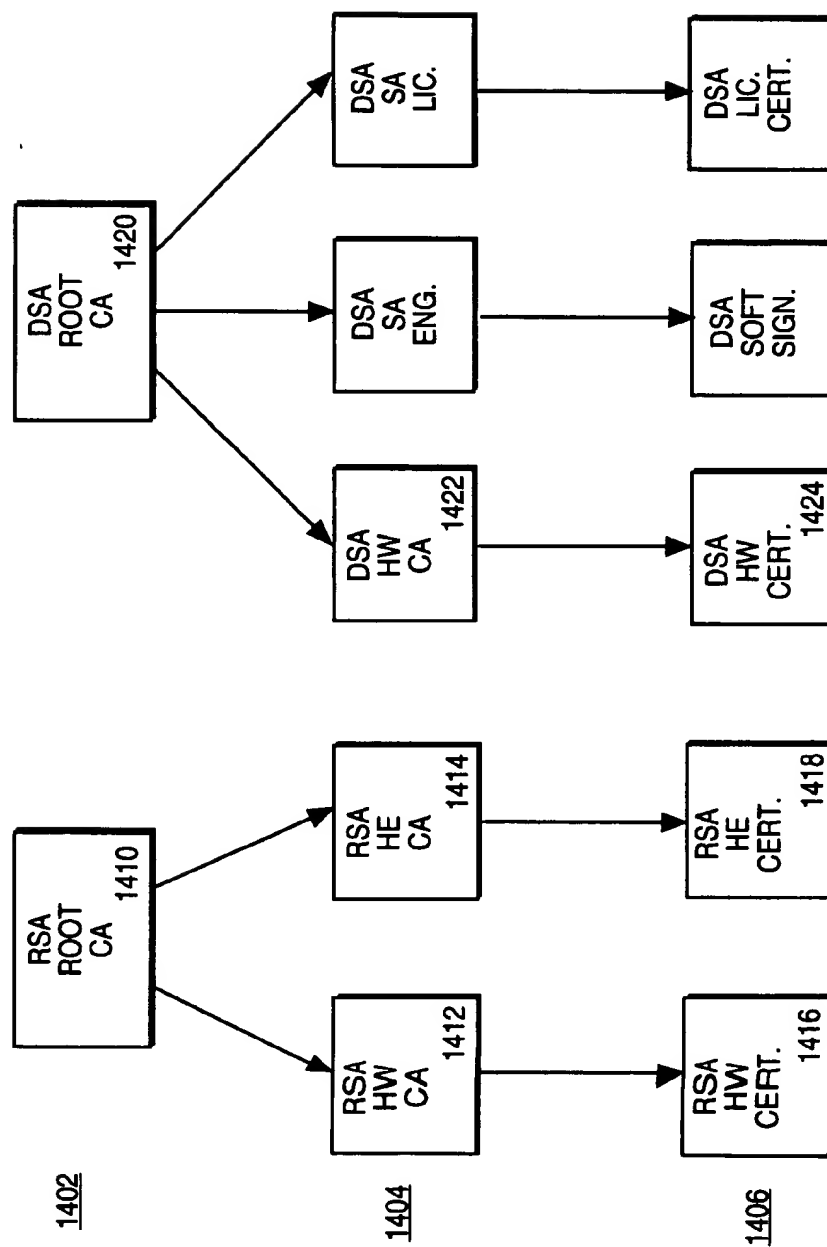 1402
RSA
ROOT
CA
1410
DSA
ROOT
CA
1420
1404
RSA
HW
CA
1412
RSA
HE
CA
1414
DSA
HW
CA
1422
DSA
SA
ENG.
DSA
SA
LIC.
1406
RSA
HW
CERT.
1416
RSA
HE
CERT.
1418
DSA
HW
CERT.
1424
DSA
SOFT
SIGN.
DSA
LIC.
CERT.